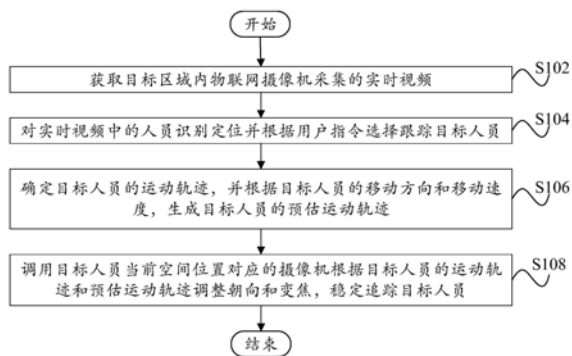 开始
S102
获取目标区域内物联网摄像机采集的实时视频
S104
对实时视频中的人员识别定位并根据用户指令选择跟踪目标人员
S106
确定目标人员的运动轨迹，并根据目标人员的移动方向和移动速
度，生成目标人员的预估运动轨迹
S108
调用目标人员当前空间位置对应的摄像机根据目标人员的运动轨
迹和预估运动轨迹调整朝向和变焦，稳定追踪目标人员
结束